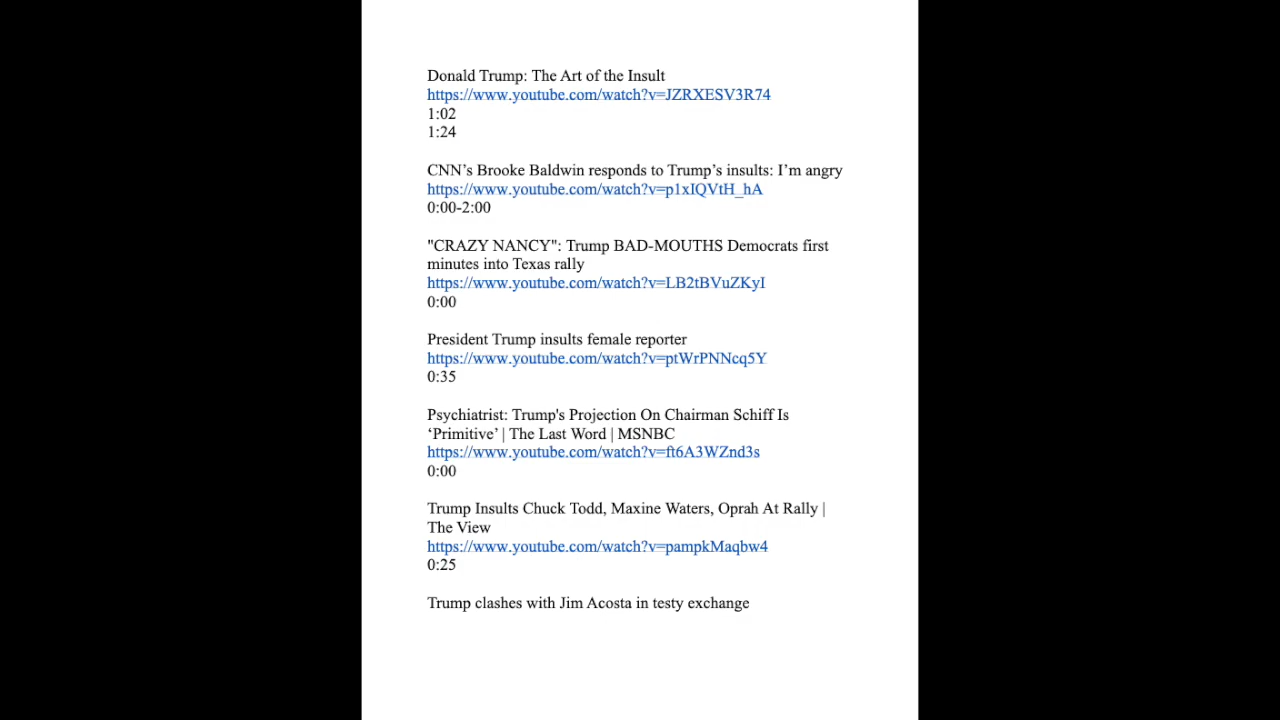 Donald Trump: The Art of the Insult
https://www.youtube.com/watch?v=JZRXESV3R74
1:02
1:24
CNN’s Brooke Baldwin responds to Trump’s insults: I’m angry
https://www.youtube.com/watch?v=p1xIQVtH_hA
0:00-2:00
"CRAZY NANCY": Trump BAD-MOUTHS Democrats first
minutes into Texas rally
https://www.youtube.com/watch?v=LB2tBVuZKyI
0:00
President Trump insults female reporter
https://www.youtube.com/watch?v=ptWrPNNcq5Y
0:35
Psychiatrist: Trump's Projection On Chairman Schiff Is
‘Primitive’ | The Last Word | MSNBC
https://www.youtube.com/watch?v=ft6A3WZnd3s
0:00
Trump Insults Chuck Todd, Maxine Waters, Oprah At Rally |
The View
https://www.youtube.com/watch?v=pampkMaqbw4
0:25
Trump clashes with Jim Acosta in testy exchange